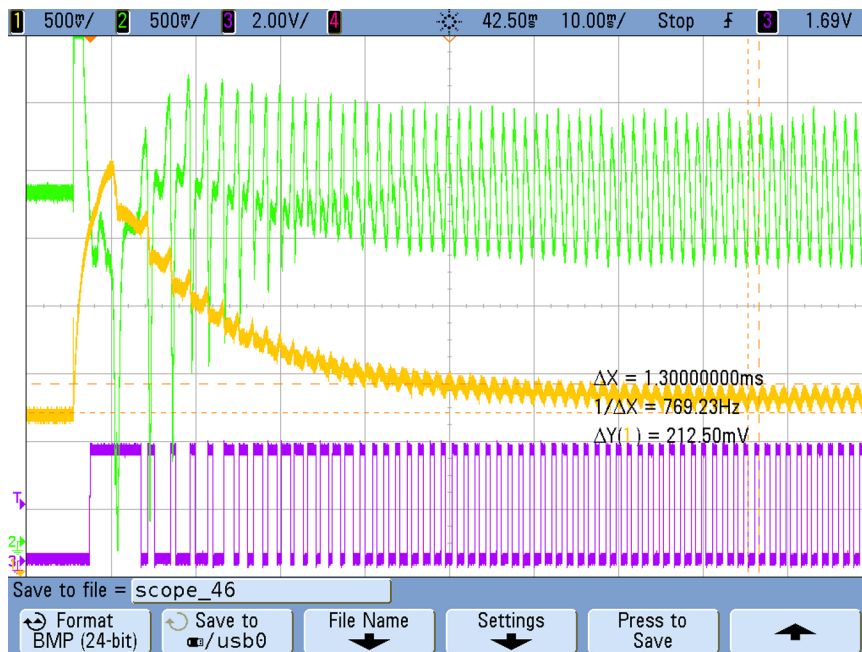 1 500㎷/ 2 500㎷/ 3 2.00V/ 4 42.50㎳ 10.00㎳/ Stop 3 1.69V
ΔX = 1.30000000ms
1/ΔX = 769.23Hz
ΔY(1) = 212.50mV
T
2
3
Save to file = scope_46
Format
BMP (24-bit)
Save to
/usb0
File Name
Settings
Press to
Save